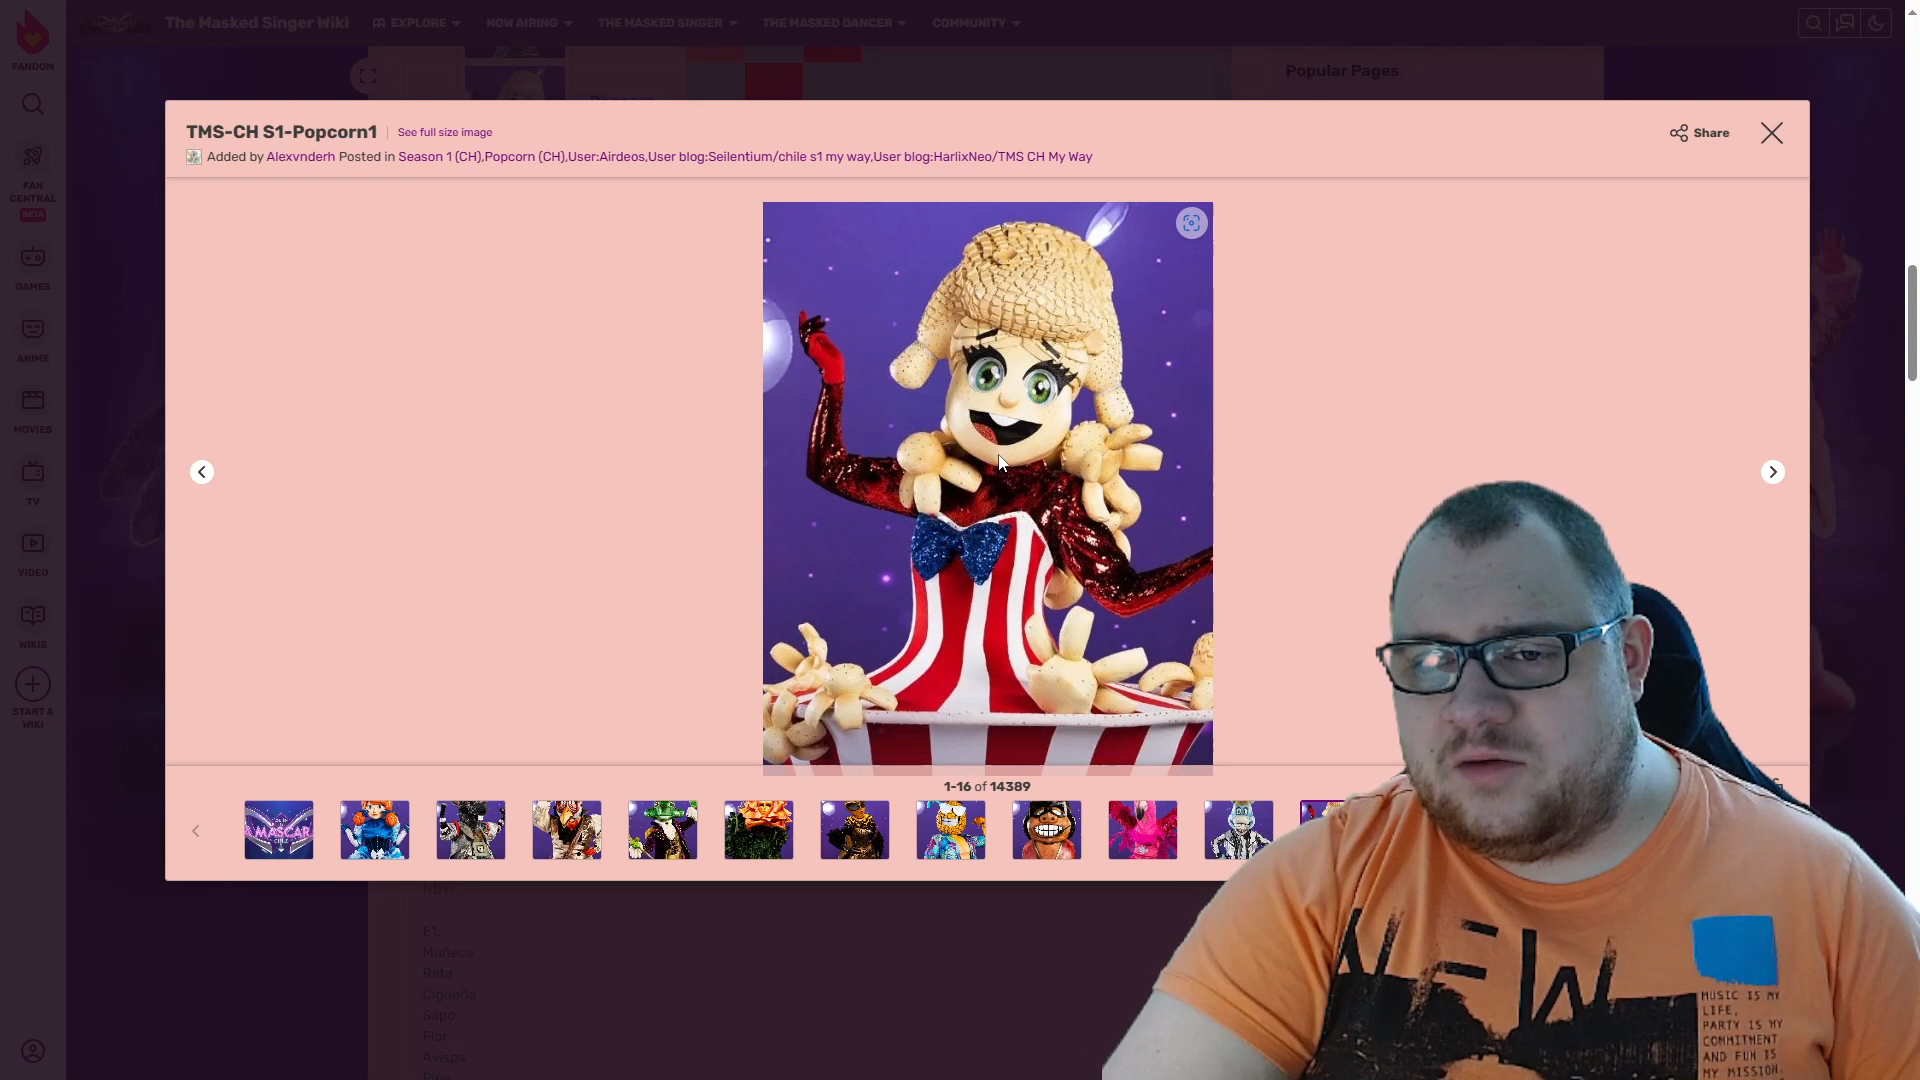 FANDOM
The Masked Singer Wiki
EXPLORE
NOW AIRING
THE MASKED SINGER
THE MASKED DANCER
COMMUNITY
Popular Pages
FAN
CENTRAL
BETA
GAMES
ANIME
MOVIES
TV
VIDEO
WIKIS
START A
WIKI
TMS-CH S1-Popcorn1
See full size image
Share
Added by Alexvnderh Posted in Season 1 (CH),Popcorn (CH),User:Airdeos,User blog:Seilentium/chile s1 my way,User blog:HarlixNeo/TMS CH My Way
1-16 of 14389
MASCAR
E1.
Muñeca
Rata
Cigüeña
Sapo
Flor
Avispa
NEW
MUSIC IS MY
LIFE,
PARTY IS MY
COMMITMENT
AND FUN IS
MY MISSION.